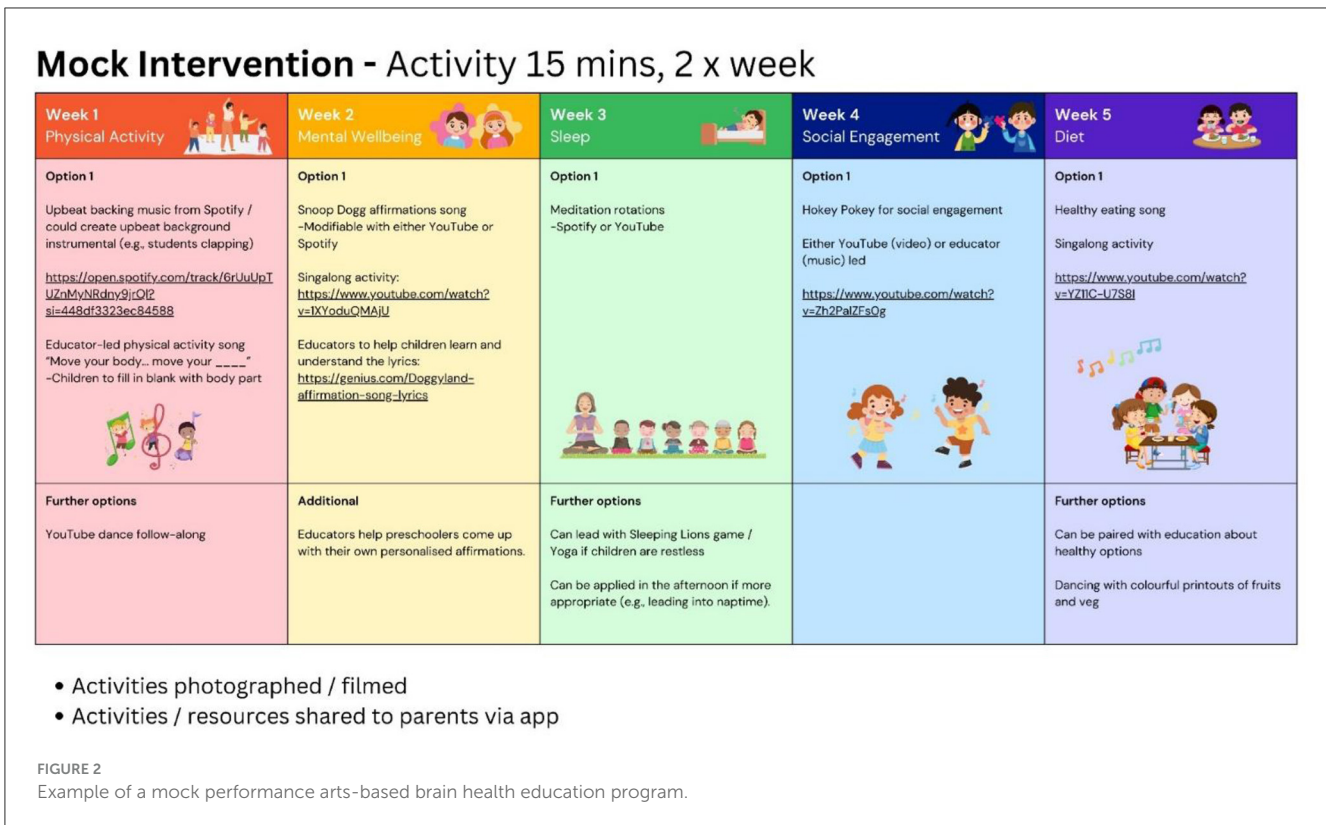 Mock Intervention - Activity 15 mins, 2 x week
Week 1
Physical Activity
Week 2
Mental Wellbeing
Week 3
Sleep
Week 4
Social Engagement
Week 5
Diet
Option 1
Upbeat backing music from Spotify /
could create upbeat background
instrumental (e.g., students clapping)
https://open.spotify.com/track/6rUuUpT
UZnMyNRdny9jrQl?
si=448df3323ec84588
Educator-led physical activity song
"Move your body... move your ____"
-Children to fill in blank with body part
Option 1
Snoop Dogg affirmations song
-Modifiable with either YouTube or
Spotify
Singalong activity:
https://www.youtube.com/watch?
v=1XYoduQMAjU
Educators to help children learn and
understand the lyrics:
https://genius.com/Doggyland-
affirmation-song-lyrics
Option 1
Meditation rotations
-Spotify or YouTube
Option 1
Hokey Pokey for social engagement
Either YouTube (video) or educator
(music) led
https://www.youtube.com/watch?
v=Zh2PalZFsOg
Option 1
Healthy eating song
Singalong activity
https://www.youtube.com/watch?
v=YZ11C-U7S8I
Further options
YouTube dance follow-along
Additional
Educators help preschoolers come up
with their own personalised affirmations.
Further options
Can lead with Sleeping Lions game /
Yoga if children are restless
Can be applied in the afternoon if more
appropriate (e.g., leading into naptime).
Further options
Can be paired with education about
healthy options
Dancing with colourful printouts of fruits
and veg
• Activities photographed / filmed
• Activities / resources shared to parents via app
FIGURE 2
Example of a mock performance arts-based brain health education program.